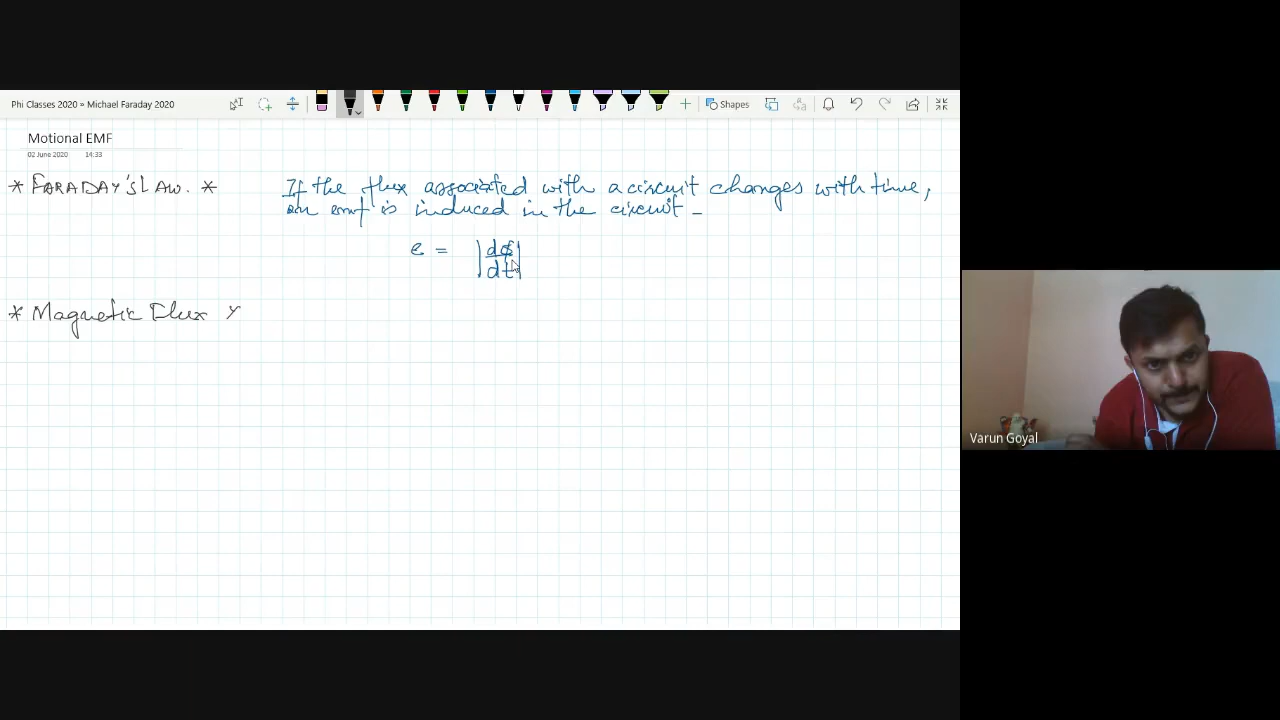 Phi Classes 2020 » Michael Faraday 2020
Shapes
Motional EMF
02 June 2020 14:33
* FARADAY'S LAW. *
If the flux associated with a circuit changes with time,
an emf is induced in the circuit -
e = |dϕ/dt|
* Magnetic Flux *
Varun Goyal